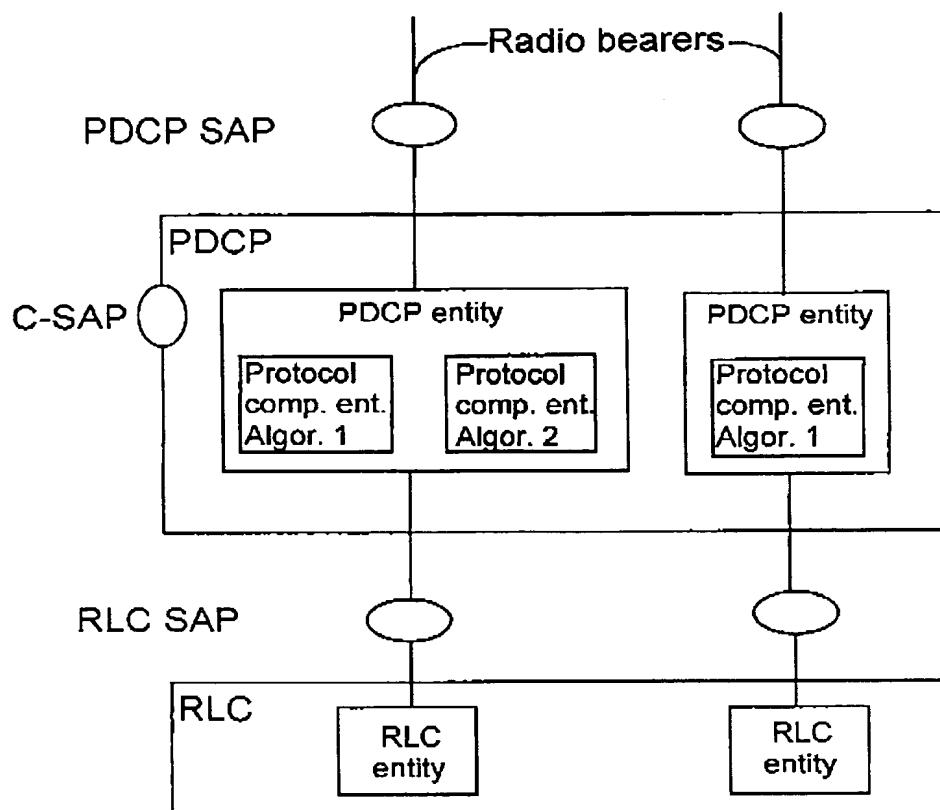 Radio bearers
PDCP SAP
PDCP
C-SAP
PDCP entity
Protocol
comp. ent.
Algor. 1
Protocol
comp. ent.
Algor. 2
PDCP entity
Protocol
comp. ent.
Algor. 1
RLC SAP
RLC
RLC
entity
RLC
entity